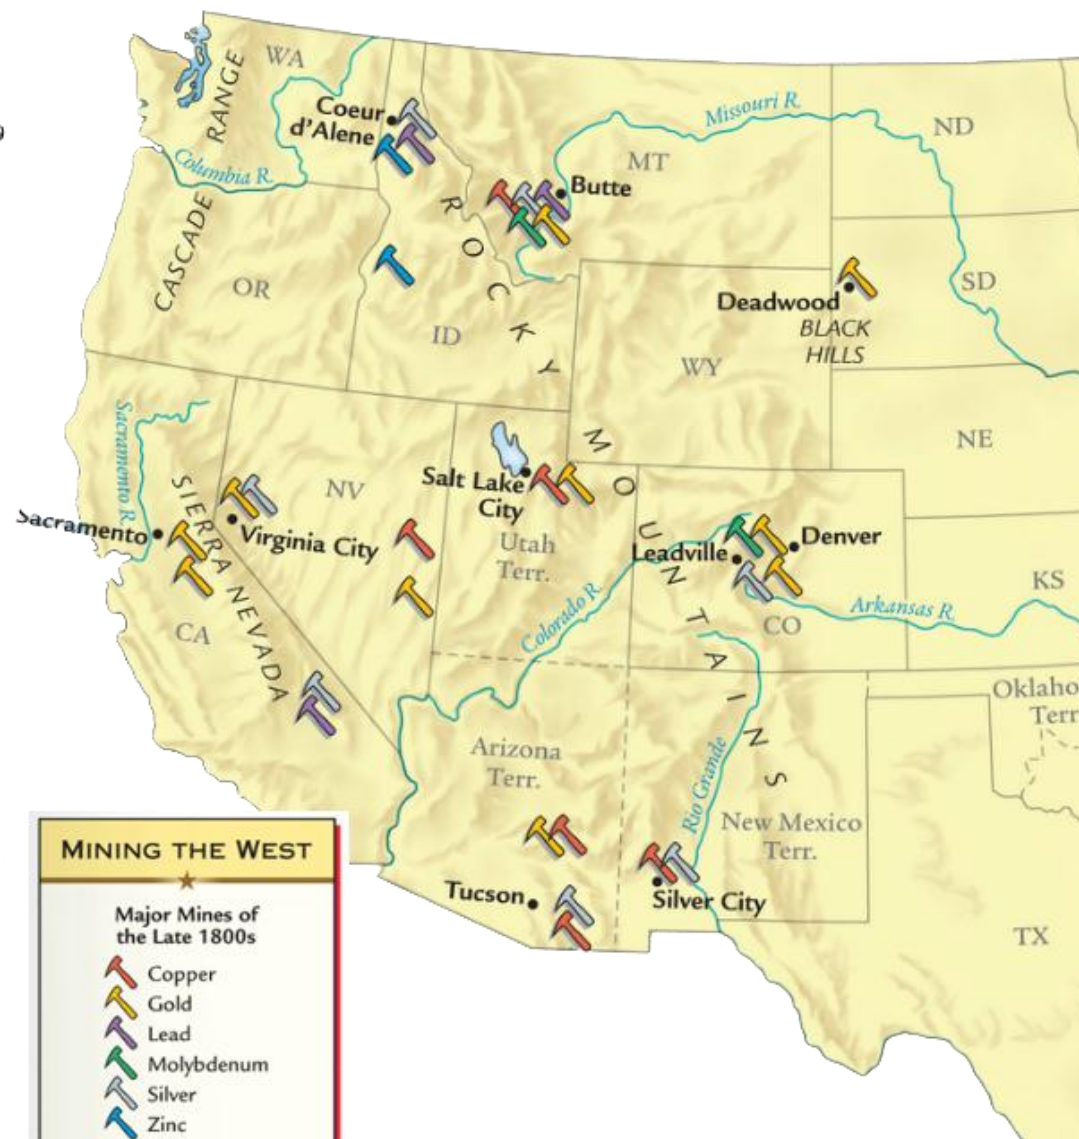 WA
CASCADE RANGE
Columbia R.
Coeur
d'Alene
Missouri R.
MT
ND
Butte
OR
ID
ROCKY MOUNTAINS
SD
Deadwood
BLACK
HILLS
WY
NE
Sacramento R.
SIERRA NEVADA
NV
Salt Lake
City
Utah
Terr.
Sacramento
Virginia City
Leadville
Denver
KS
Colorado R.
Arkansas R.
CO
CA
Oklaho
Terr
Arizona
Terr.
Rio Grande
New Mexico
Terr.
Tucson
Silver City
TX
MINING THE WEST
Major Mines of
the Late 1800s
Copper
Gold
Lead
Molybdenum
Silver
Zinc